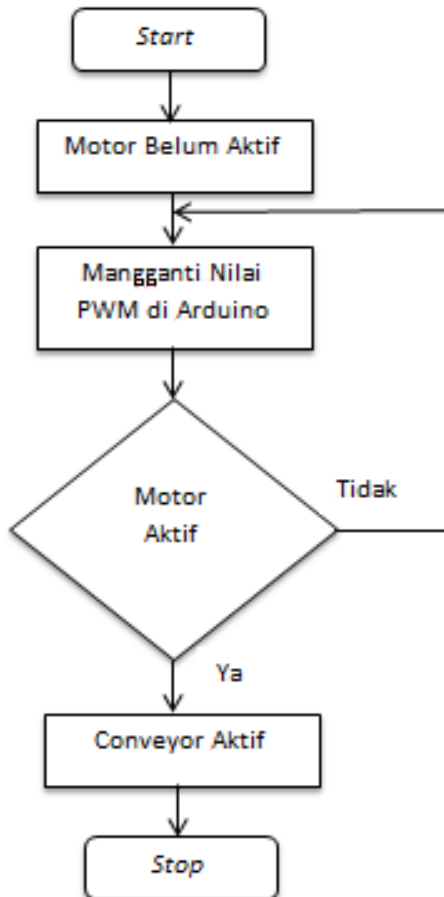 Start
Motor Belum Aktif
Mangganti Nilai
PWM di Arduino
Motor
Aktif
Tidak
Ya
Conveyor Aktif
Stop